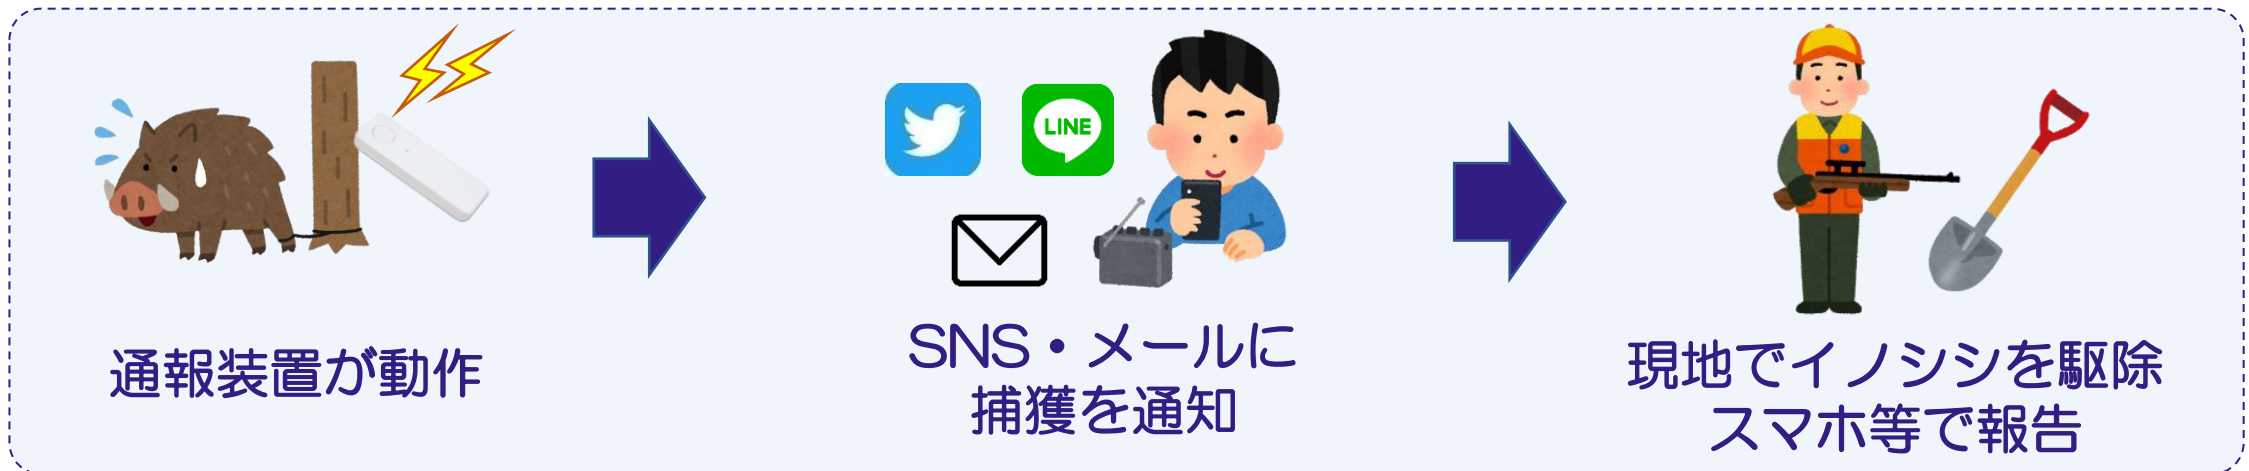 通報装置が動作
LINE
SNS・メールに
捕獲を通知
現地でイノシシを駆除
スマホ等で報告